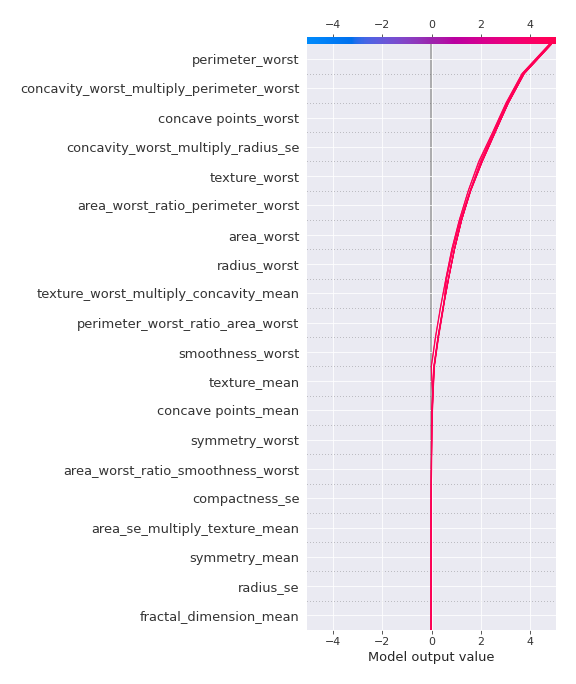 −4 −2 0 2 4
perimeter_worst
concavity_worst_multiply_perimeter_worst
concave points_worst
concavity_worst_multiply_radius_se
texture_worst
area_worst_ratio_perimeter_worst
area_worst
radius_worst
texture_worst_multiply_concavity_mean
perimeter_worst_ratio_area_worst
smoothness_worst
texture_mean
concave points_mean
symmetry_worst
area_worst_ratio_smoothness_worst
compactness_se
area_se_multiply_texture_mean
symmetry_mean
radius_se
fractal_dimension_mean
−4 −2 0 2 4
Model output value